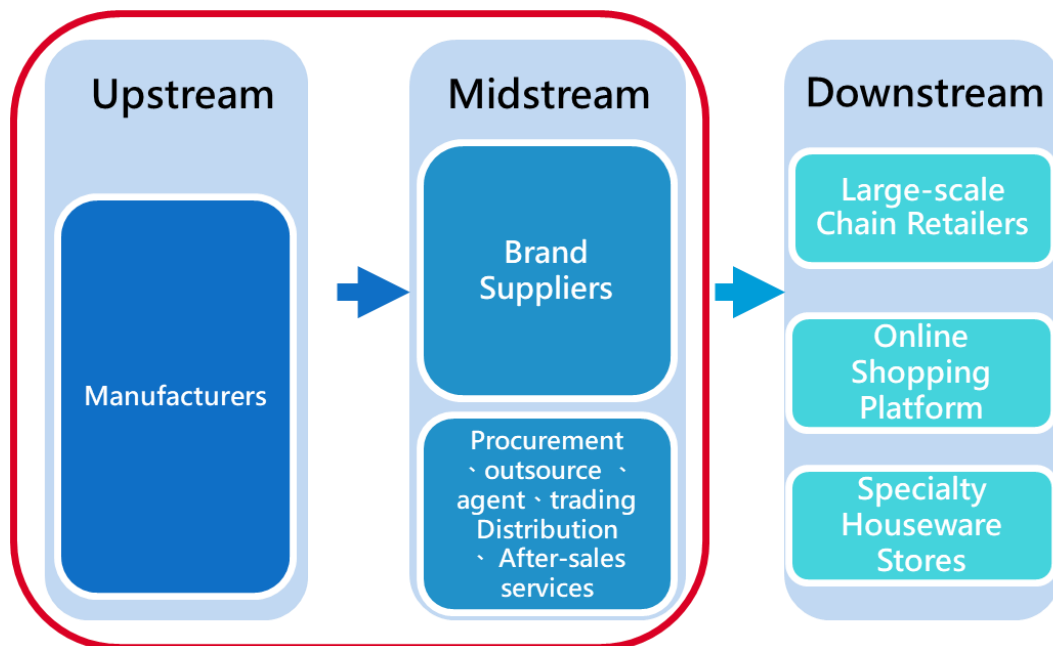 Upstream
Manufacturers
Midstream
Brand
Suppliers
Procurement
、outsource 、
agent、trading
Distribution
、 After-sales
services
Downstream
Large-scale
Chain Retailers
Online
Shopping
Platform
Specialty
Houseware
Stores